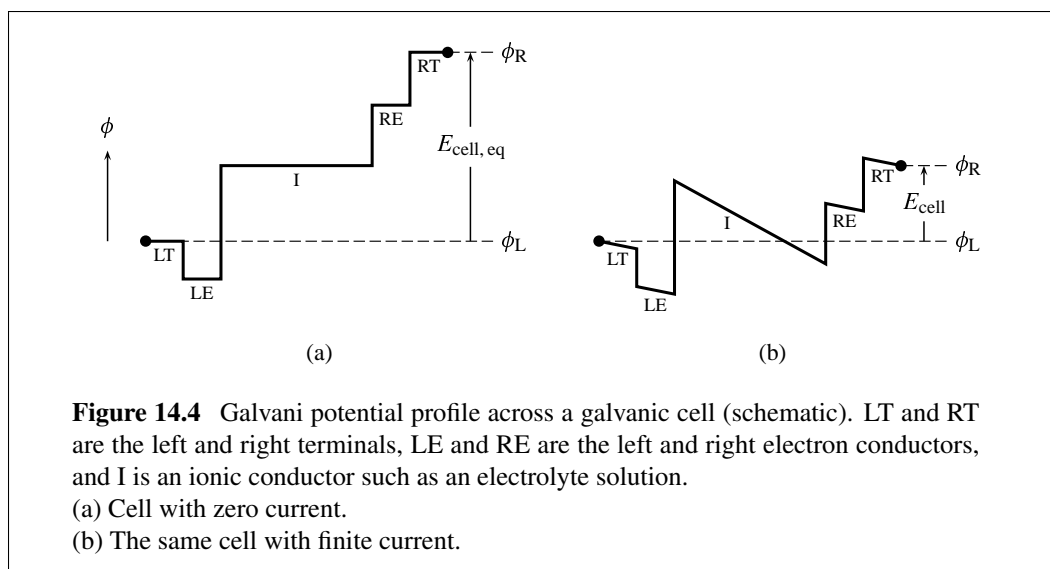 ϕ
LT
LE
I
RE
RT
ϕR
Ecell, eq
ϕL
(a)
LT
LE
I
RE
RT
ϕR
Ecell
ϕL
(b)
Figure 14.4 Galvani potential profile across a galvanic cell (schematic). LT and RT
are the left and right terminals, LE and RE are the left and right electron conductors,
and I is an ionic conductor such as an electrolyte solution.
(a) Cell with zero current.
(b) The same cell with finite current.